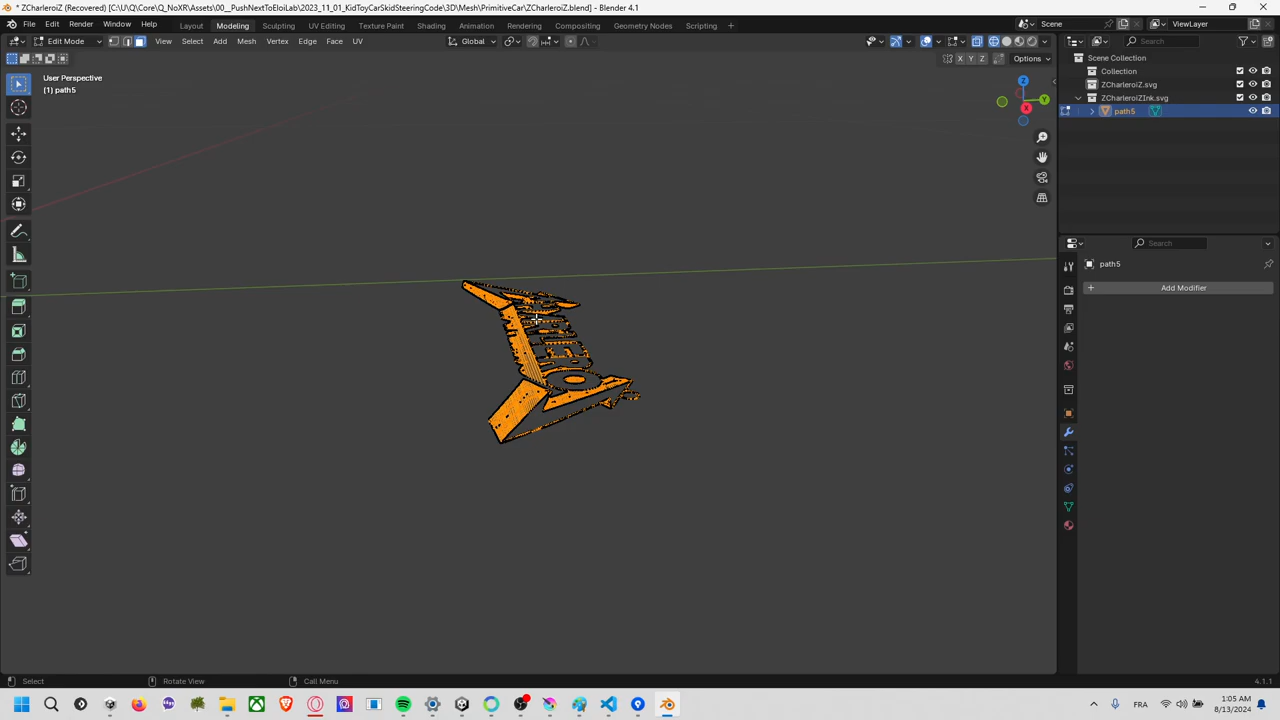 * ZCharleroiZ (Recovered) [C:\U\Q\Core\Q_NoXR\Assets\00__PushNextToEloiLab\2023_11_01_KidToyCarSkidSteeringCode\3D\Mesh\PrimitiveCar\ZCharleroiZ.blend] - Blender 4.1
File Edit Render Window Help Layout Modeling Sculpting UV Editing Texture Paint Shading Animation Rendering Compositing Geometry Nodes Scripting +
Scene ViewLayer
Edit Mode View Select Add Mesh Vertex Edge Face UV Global Search
X Y Z Options
Scene Collection
Collection
ZCharleroiZ.svg
ZCharleroiZInk.svg
path5
User Perspective
(1) path5
Z
Y
X
Search
path5
+ Add Modifier
Select Rotate View Call Menu 4.1.1
FRA
1:05 AM
8/13/2024